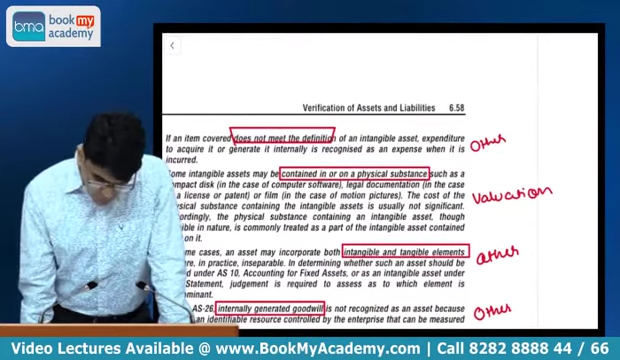 bma book my academy
Verification of Assets and Liabilities 6.58
If an item covered does not meet the definition of an intangible asset, expenditure
to acquire it or generate it internally is recognised as an expense when it is
incurred.
Other
Some intangible assets may be contained in or on a physical substance such as a
compact disk (in the case of computer software), legal documentation (in the case
a license or patent) or film (in the case of motion pictures). The cost of the
physical substance containing the intangible assets is usually not significant.
Accordingly, the physical substance containing an intangible asset, though
in nature, is commonly treated as a part of the intangible asset contained
on it.
Valuation
cases, an asset may incorporate both intangible and tangible elements
are, in practice, inseparable. In determining whether such an asset should be
under AS 10, Accounting for Fixed Assets, or as an intangible asset under
Statement, judgement is required to assess as to which element is
Other
AS-26, internally generated goodwill is not recognised as an asset because
an identifiable resource controlled by the enterprise that can be measured
Other
Video Lectures Available @ www.BookMyAcademy.com | Call 8282 8888 44 / 66